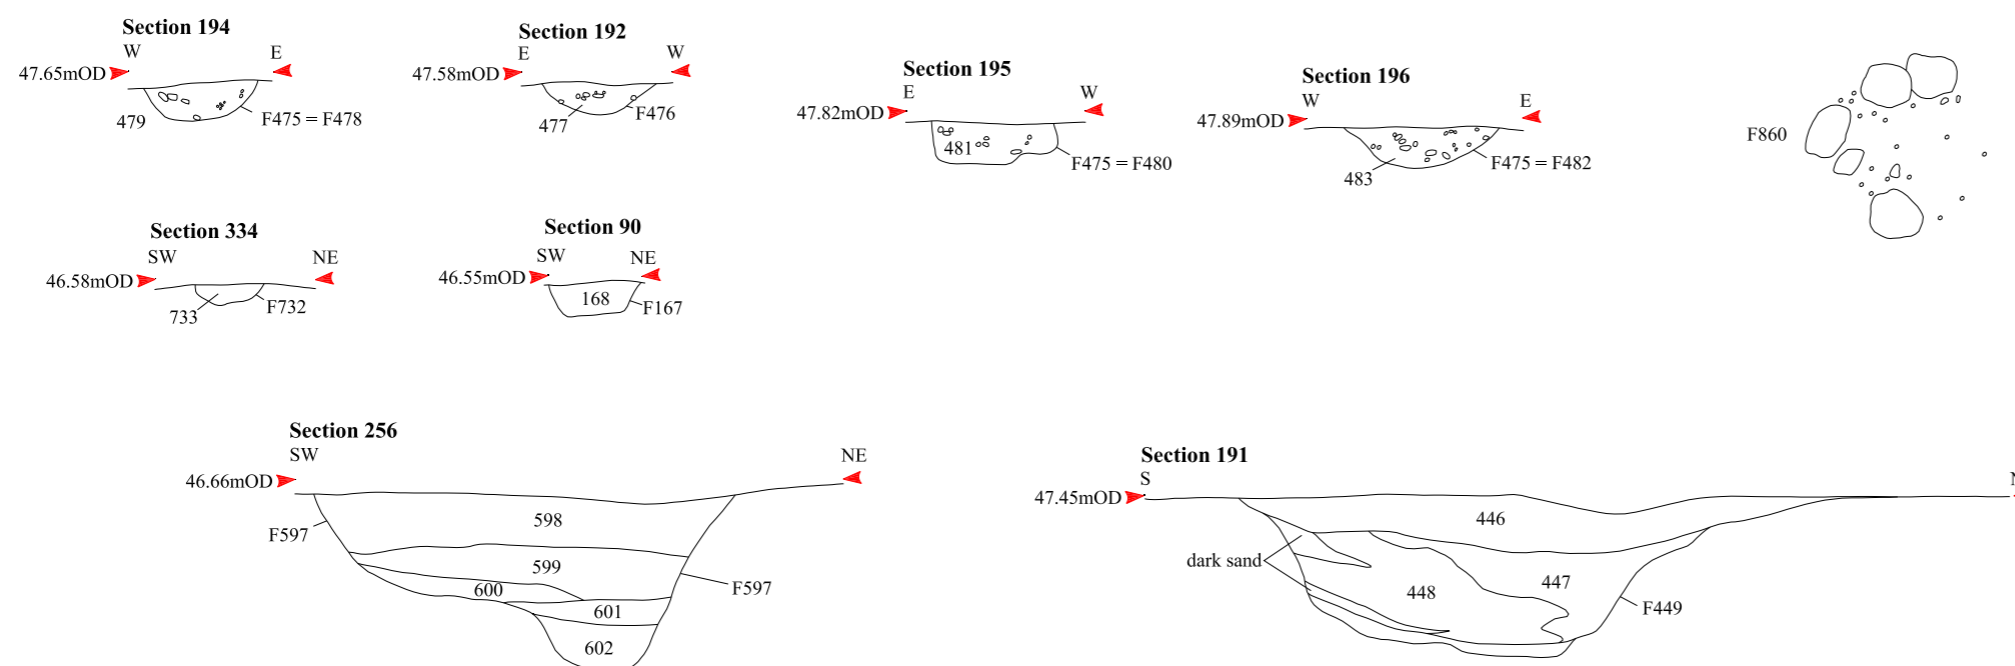 Section 194
W E
47.65mOD
479
F475 = F478
Section 192
E W
47.58mOD
477
F476
Section 195
E W
47.82mOD
481
F475 = F480
Section 196
W E
47.89mOD
483
F475 = F482
F860
Section 334
SW NE
46.58mOD
733
F732
Section 90
SW NE
46.55mOD
168
F167
Section 256
SW NE
46.66mOD
598
F597
599
600
F597
601
602
Section 191
S
47.45mOD
446
dark sand
447
448
F449